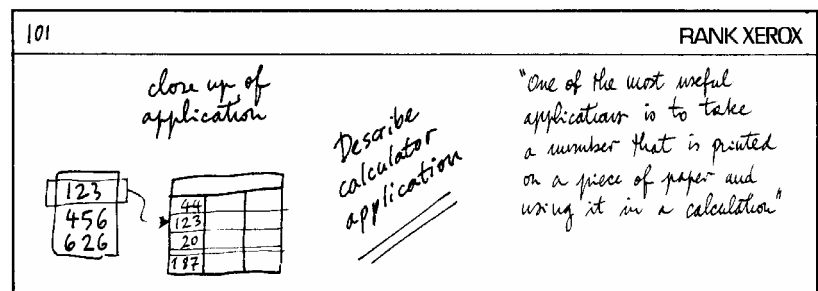 101
RANK XEROX
close up of
application
123
456
626
44
123
20
187
Describe
calculator
application
"One of the most useful
applications is to take
a number that is printed
on a piece of paper and
using it in a calculation"